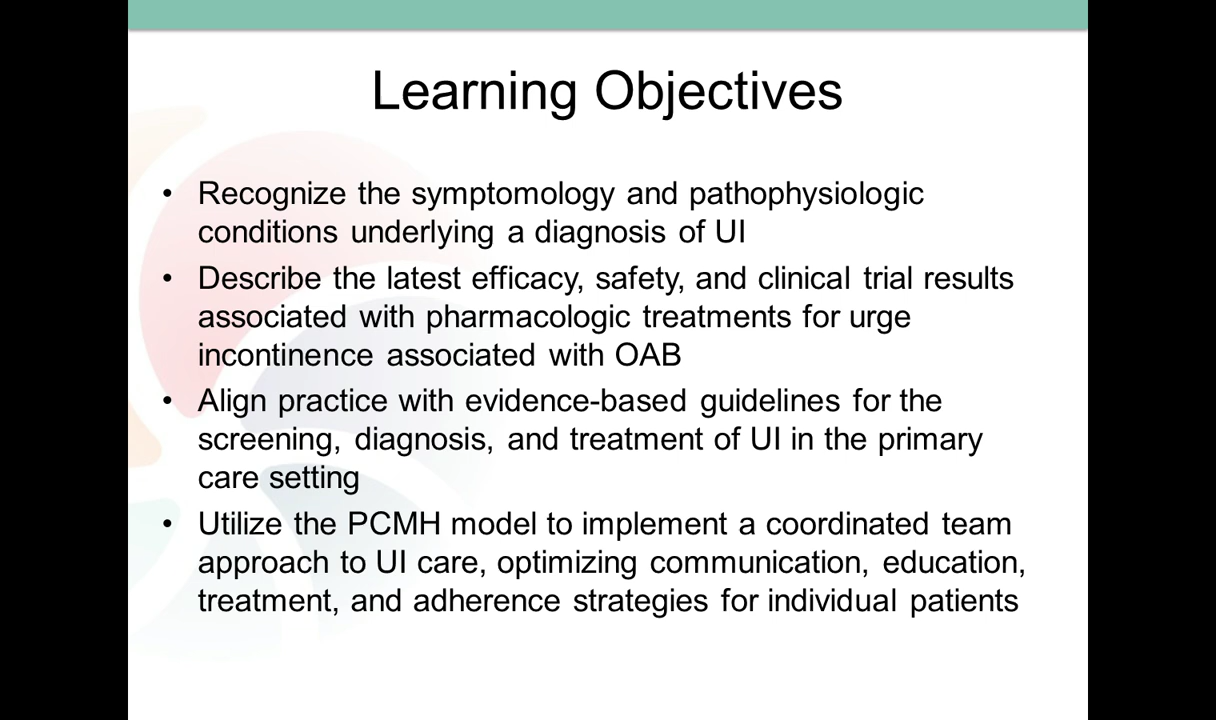 Learning Objectives
• Recognize the symptomology and pathophysiologic
conditions underlying a diagnosis of UI
• Describe the latest efficacy, safety, and clinical trial results
associated with pharmacologic treatments for urge
incontinence associated with OAB
• Align practice with evidence-based guidelines for the
screening, diagnosis, and treatment of UI in the primary
care setting
• Utilize the PCMH model to implement a coordinated team
approach to UI care, optimizing communication, education,
treatment, and adherence strategies for individual patients